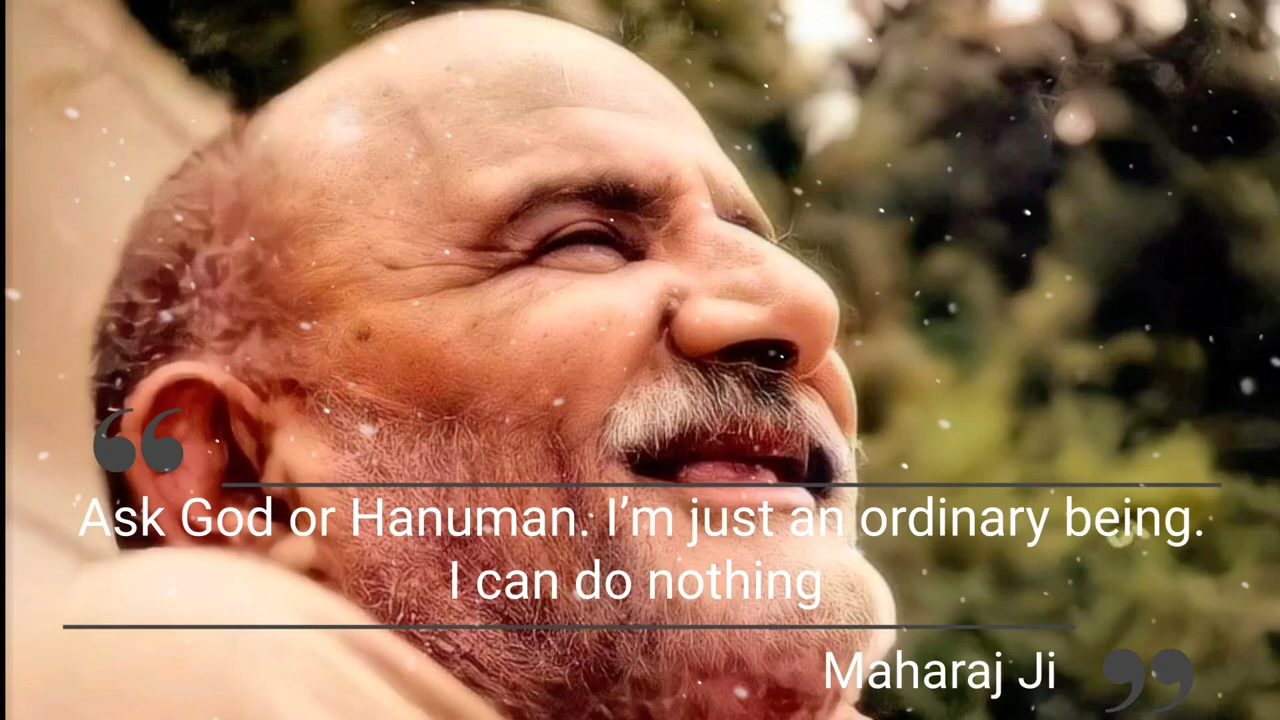 Ask God or Hanuman. I’m just an ordinary being.
I can do nothing
Maharaj Ji